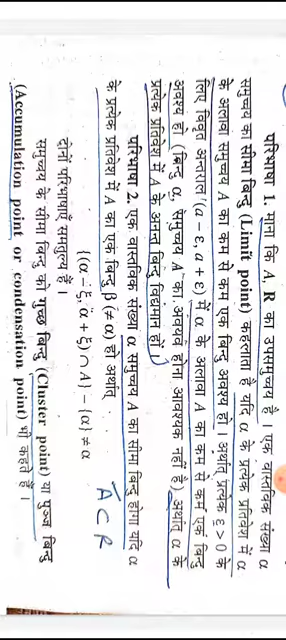 परिभाषा 1. माना कि A, R का उपसमुच्चय है। एक वास्तविक संख्या α
समुच्चय का सीमा बिन्दु (Limit point) कहलाता है यदि α के प्रत्येक प्रतिवेश में α
के अलावा समुच्चय A का कम से कम एक बिन्दु अवश्य हो। अर्थात् प्रत्येक ε > 0 के
लिए विवृत अन्तराल (α − ε, α + ε) में α के अलावा A का कम से कम एक बिन्दु
अवश्य हो (बिन्दु α, समुच्चय A का अवयव होना आवश्यक नहीं है) अर्थात् α के
प्रत्येक प्रतिवेश में A के अनन्त बिन्दु विद्यमान हों।
परिभाषा 2. एक वास्तविक संख्या α समुच्चय A का सीमा बिन्दु होगा यदि α
के प्रत्येक प्रतिवेश में A का एक बिन्दु β (≠ α) हो अर्थात्
{(α − ξ, α + ξ) ∩ A} − {α} ≠ α
A ⊂ R
दोनों परिभाषाएँ समतुल्य हैं।
समुच्चय के सीमा बिन्दु को गुच्छ बिन्दु (Cluster point) या पुञ्ज बिन्दु
(Accumulation point or condensation point) भी कहते हैं।